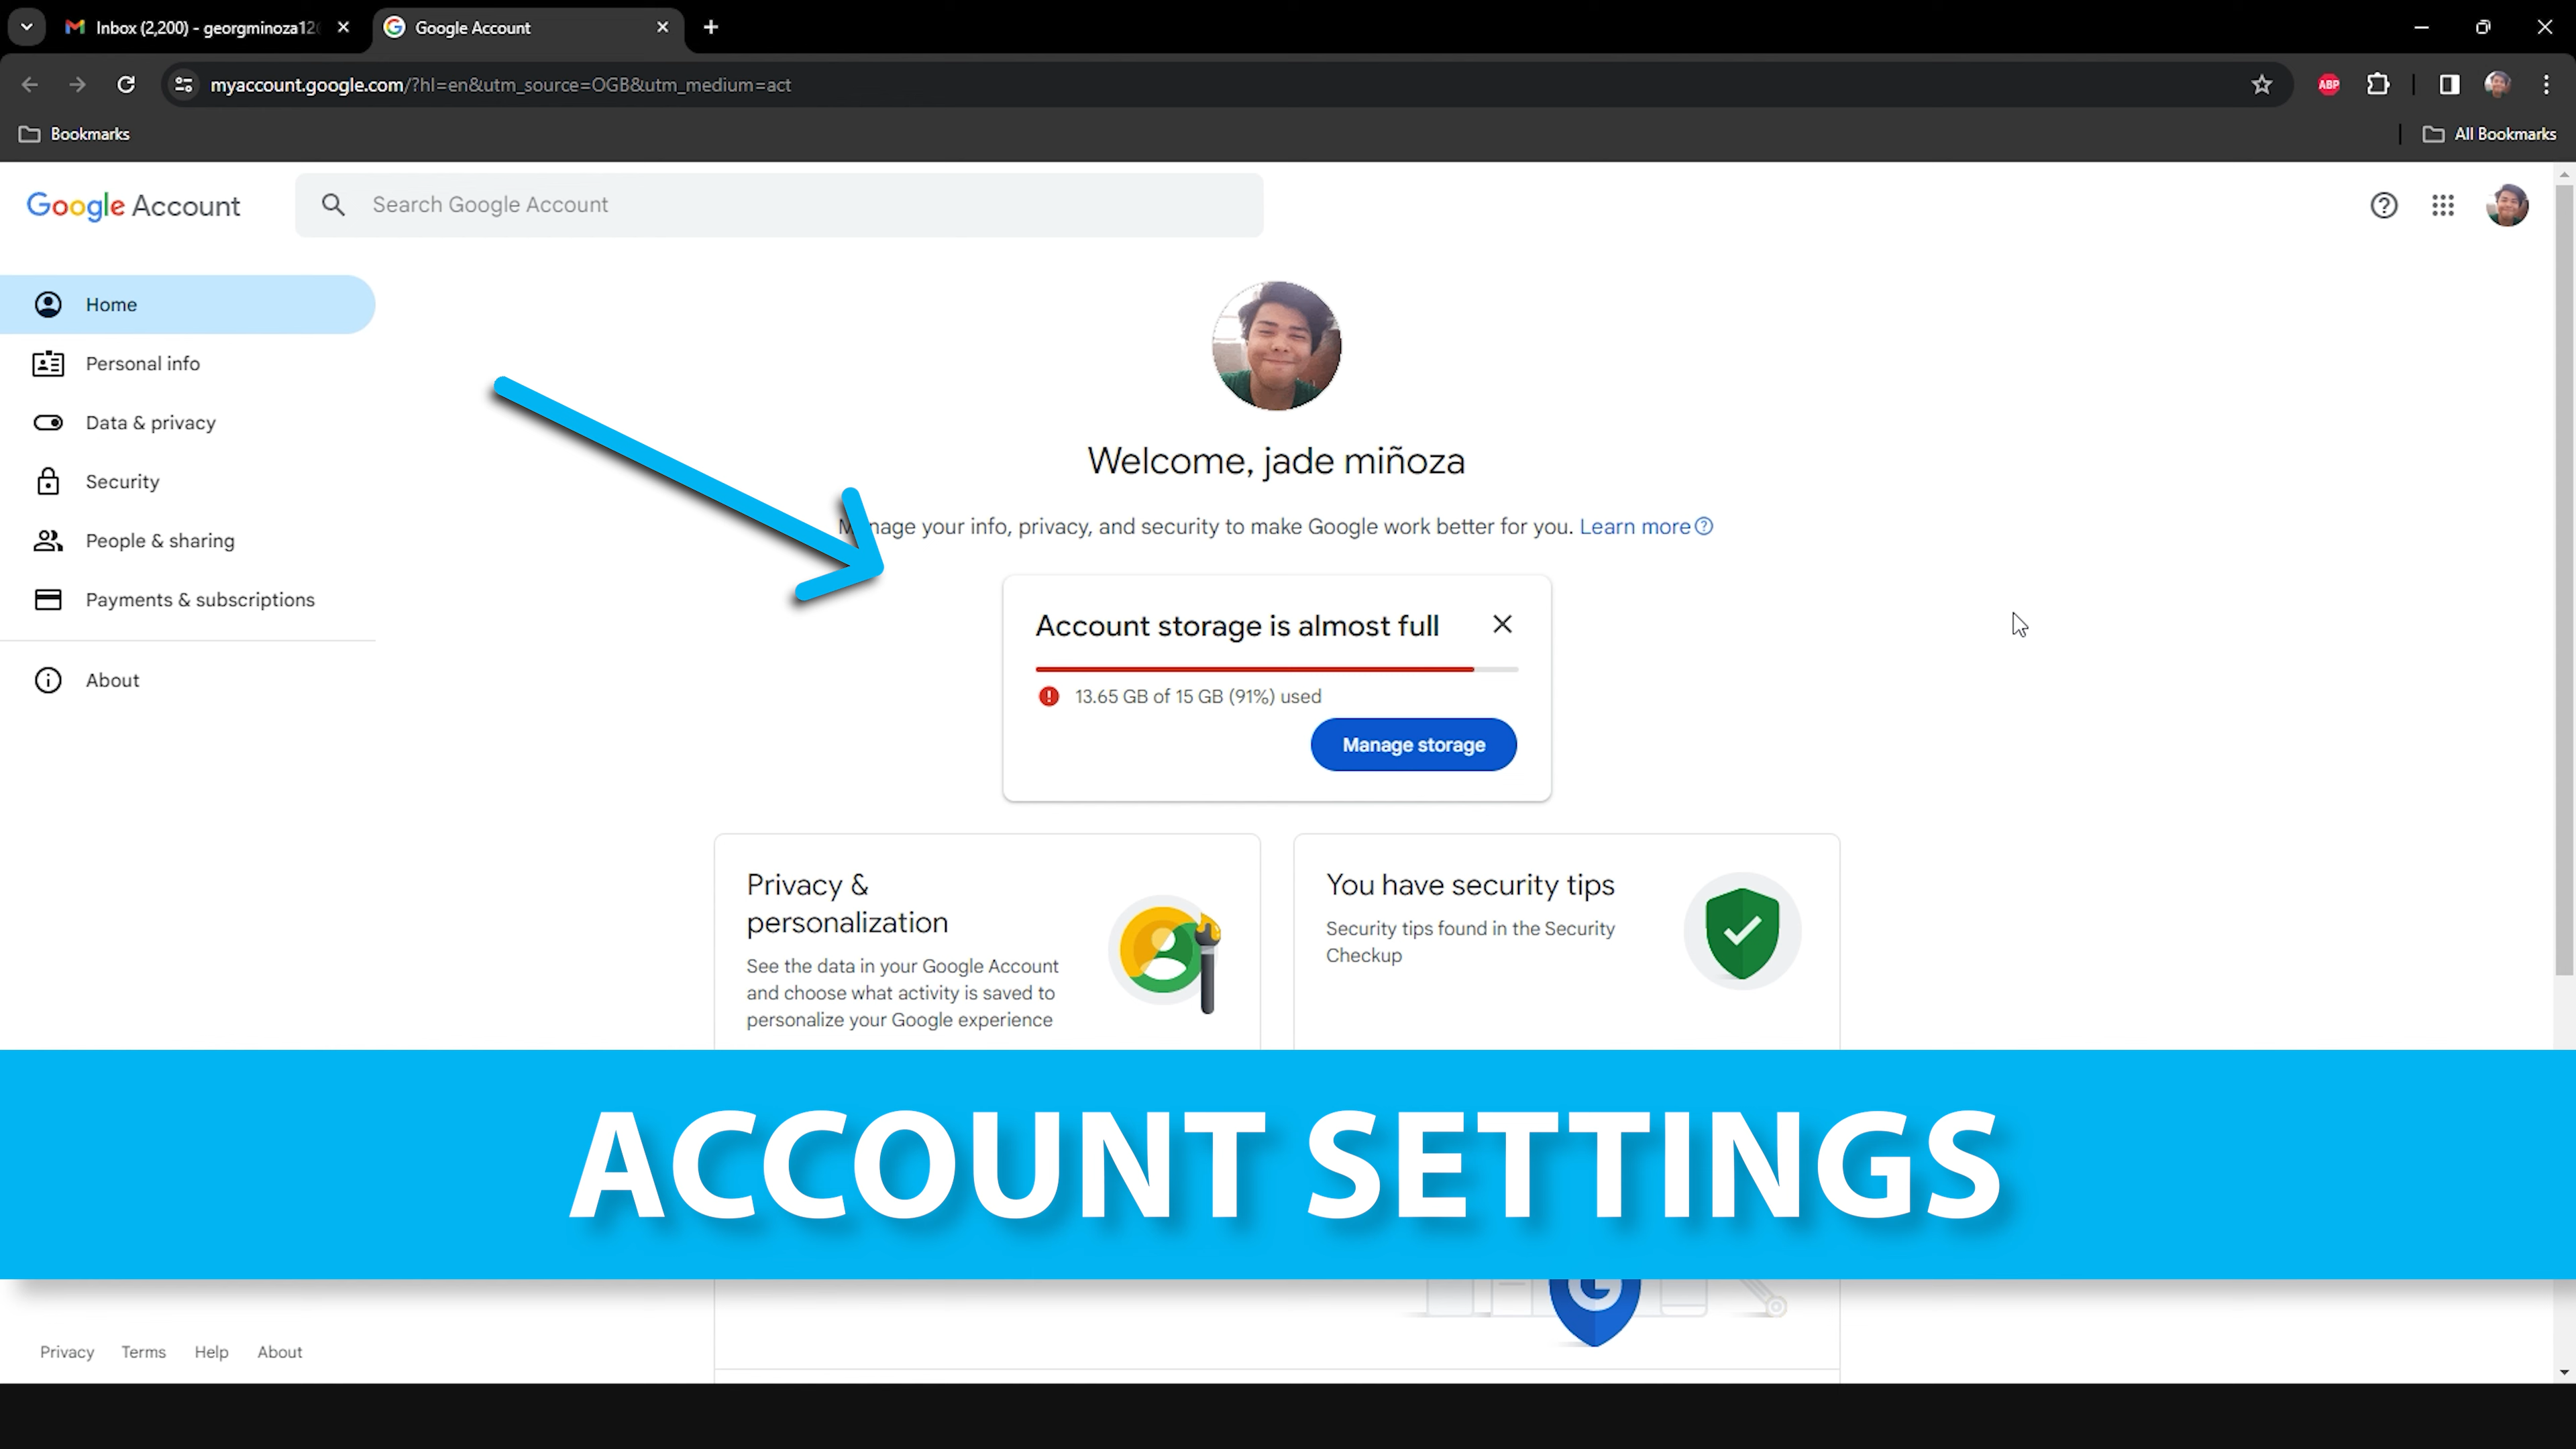 Inbox (2,200) - georgminoza12
Google Account
myaccount.google.com/?hl=en&utm_source=OGB&utm_medium=act
ABP
Bookmarks
All Bookmarks
Google Account
Search Google Account
Home
Personal info
Data & privacy
Security
People & sharing
Payments & subscriptions
About
Welcome, jade miñoza
Manage your info, privacy, and security to make Google work better for you. Learn more
Account storage is almost full
13.65 GB of 15 GB (91%) used
Manage storage
Privacy &
personalization
See the data in your Google Account
and choose what activity is saved to
personalize your Google experience
You have security tips
Security tips found in the Security
Checkup
ACCOUNT SETTINGS
Privacy Terms Help About